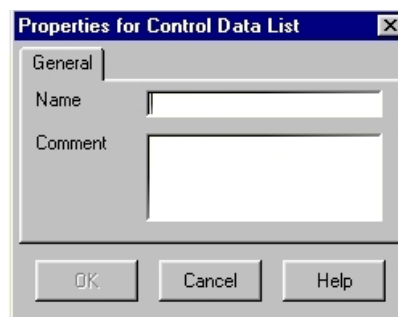 Properties for Control Data List
General
Name
Comment
OK
Cancel
Help